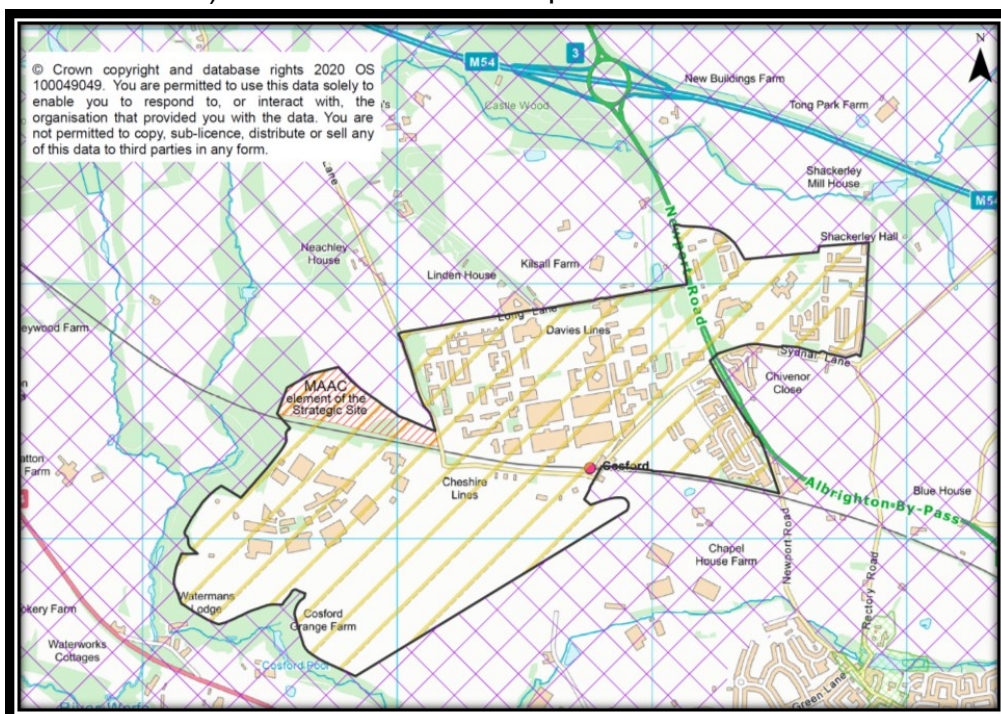 © Crown copyright and database rights 2020 OS
100049049. You are permitted to use this data solely to
enable you to respond to, or interact with, the
organisation that provided you with the data. You are
not permitted to copy, sub-licence, distribute or sell any
of this data to third parties in any form.
N
M54
3
New Buildings Farm
Castle Wood
Tong Park Farm
Shackerley
Mill House
Lane
Neachley
House
Linden House
Kilsall Farm
Newport Road
Shackerley Hall
Long Lane
Davies Lines
Sydnal Lane
Chivenor
Close
MAAC
element of the
Strategic Site
Cosford
Cheshire
Lines
Farm
Albrighton By-Pass
Blue House
Chapel
House Farm
Newport Road
Rectory Road
Watermans
Lodge
Cosford
Grange Farm
Waterworks
Cottages
Cosford Pool
Green Lane